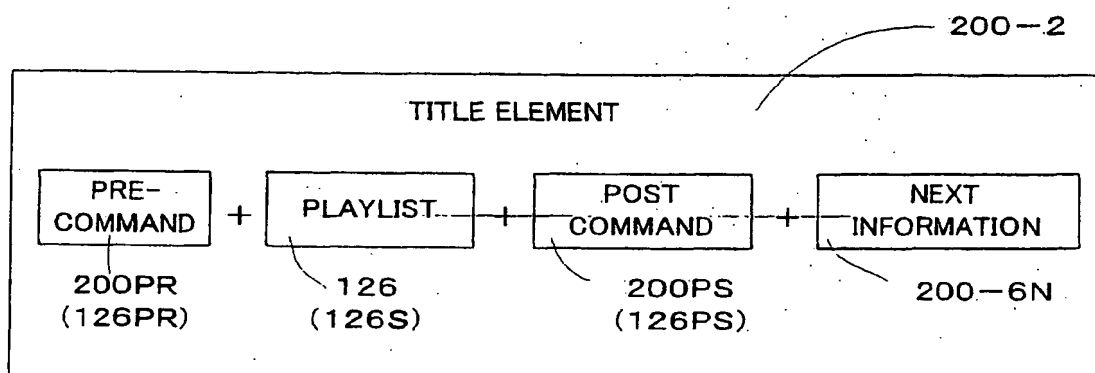 200-2
TITLE ELEMENT
PRE-
COMMAND
+
PLAYLIST
+
POST
COMMAND
+
NEXT
INFORMATION
200PR
(126PR)
126
(126S)
200PS
(126PS)
200-6N